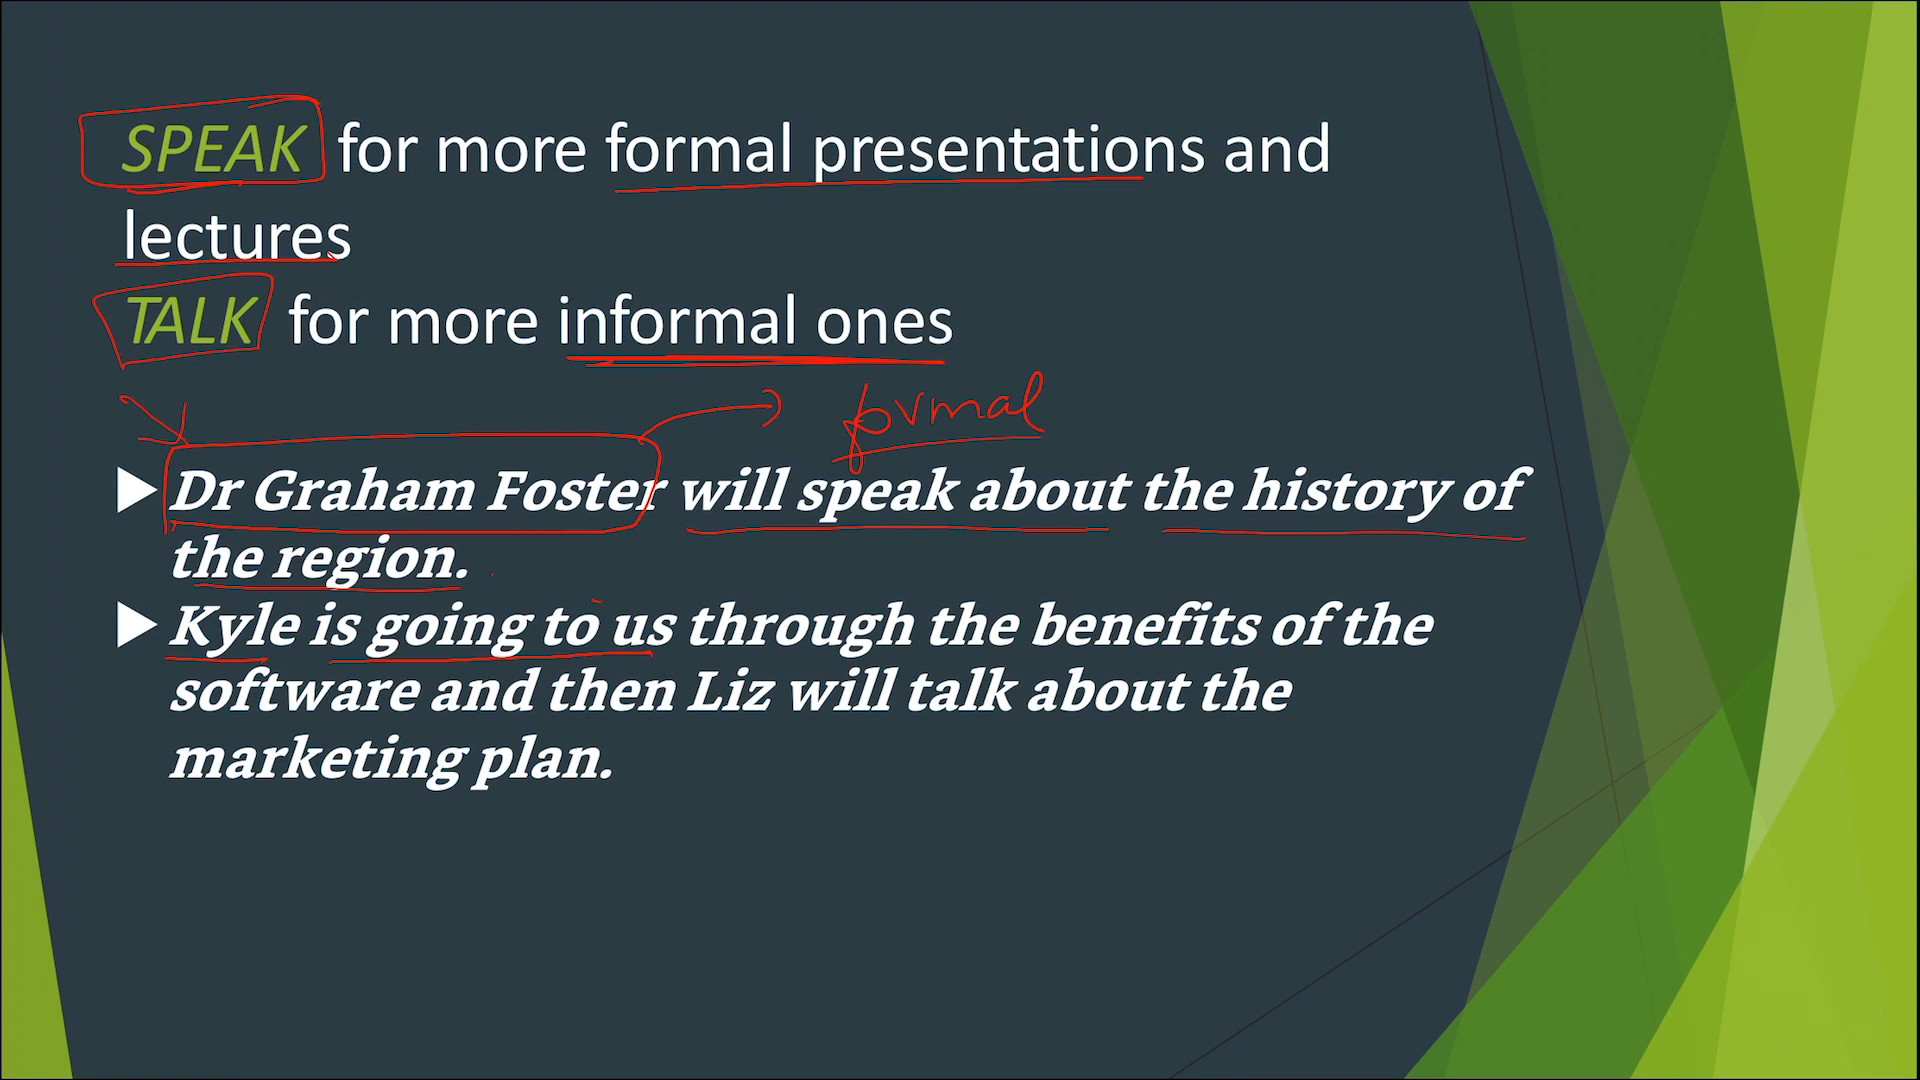 SPEAK for more formal presentations and
lectures
TALK for more informal ones
formal
Dr Graham Foster will speak about the history of
the region.
Kyle is going to us through the benefits of the
software and then Liz will talk about the
marketing plan.